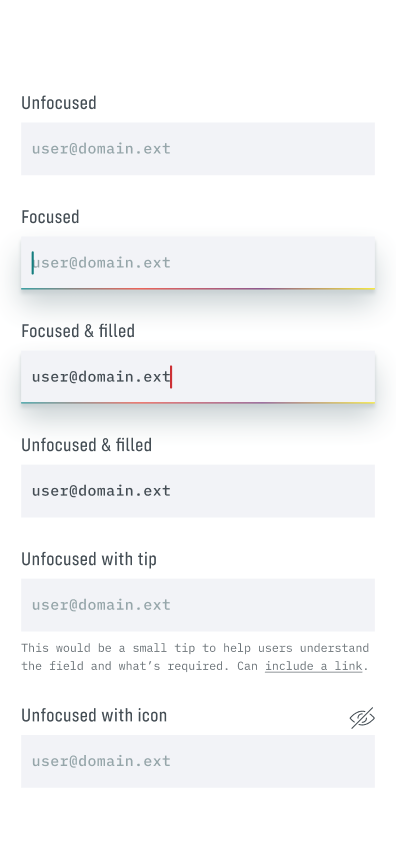 Unfocused
user@domain.ext
Focused
user@domain.ext
Focused & filled
user@domain.ext
Unfocused & filled
user@domain.ext
Unfocused with tip
user@domain.ext
This would be a small tip to help users understand
the field and what’s required. Can include a link.
Unfocused with icon
user@domain.ext